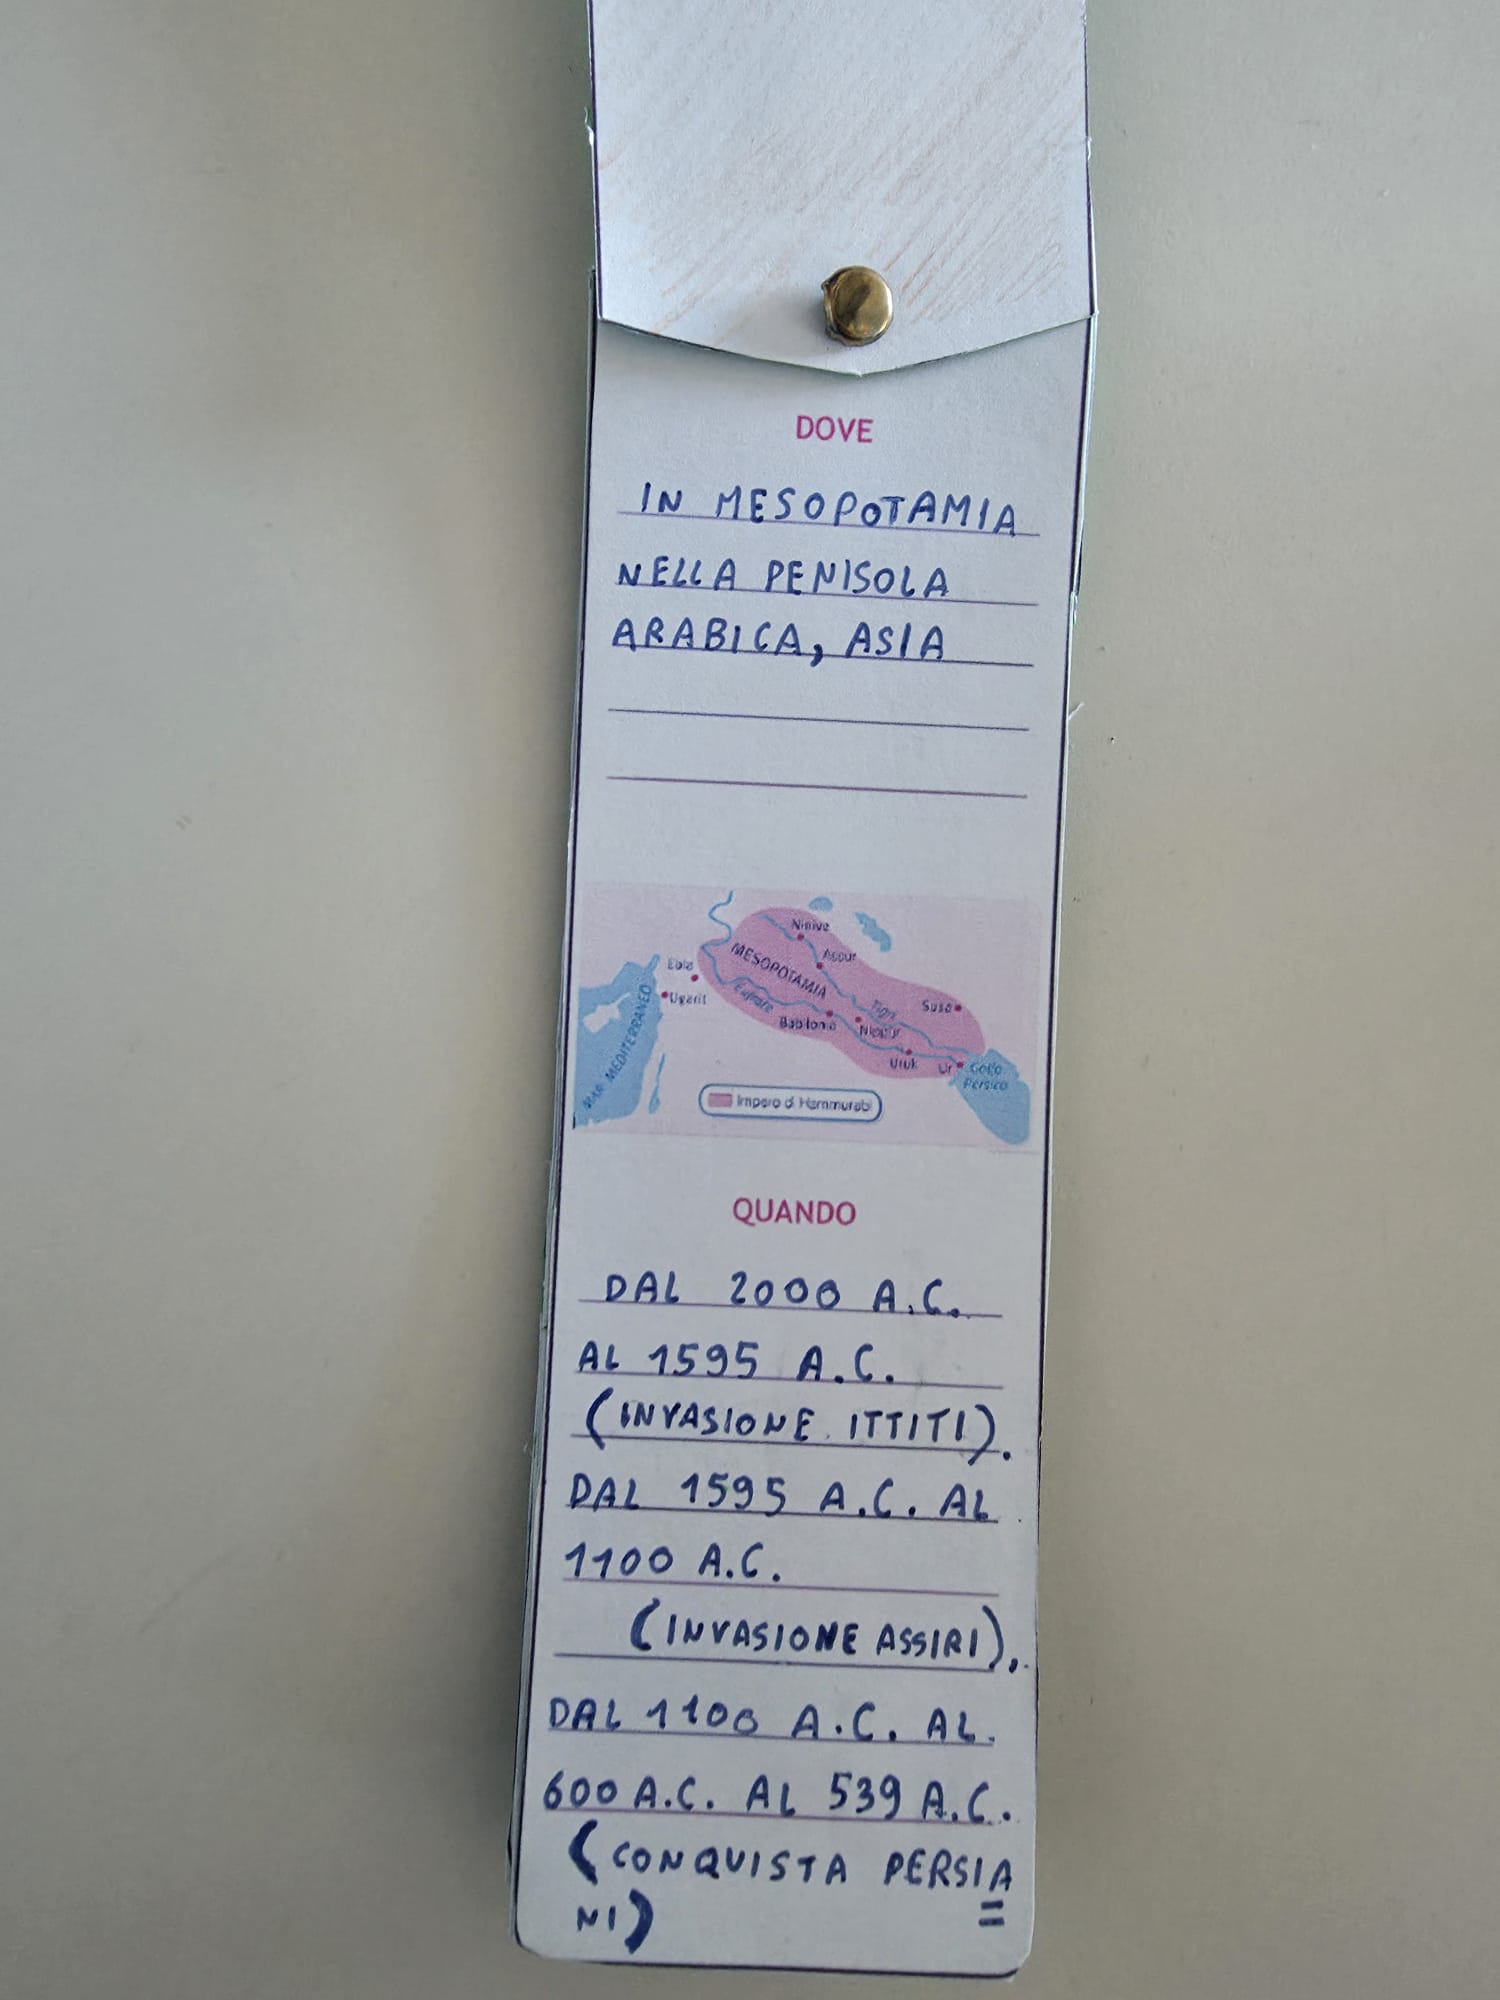 DOVE
IN MESOPOTAMIA
NELLA PENISOLA
ARABICA, ASIA
Ninive
Assur
MESOPOTAMIA
Ebla
Ugarit
Eufrate
Tigri
Susa
Babilonia
Nippur
Uruk
Ur
Golfo
Persico
MAR MEDITERRANEO
Impero di Hammurabi
QUANDO
DAL 2000 A.C.
AL 1595 A.C.
(INVASIONE ITTITI).
DAL 1595 A.C. AL
1100 A.C.
(INVASIONE ASSIRI).
DAL 1100 A.C. AL
600 A.C. AL 539 A.C.
(CONQUISTA PERSIA=
NI)